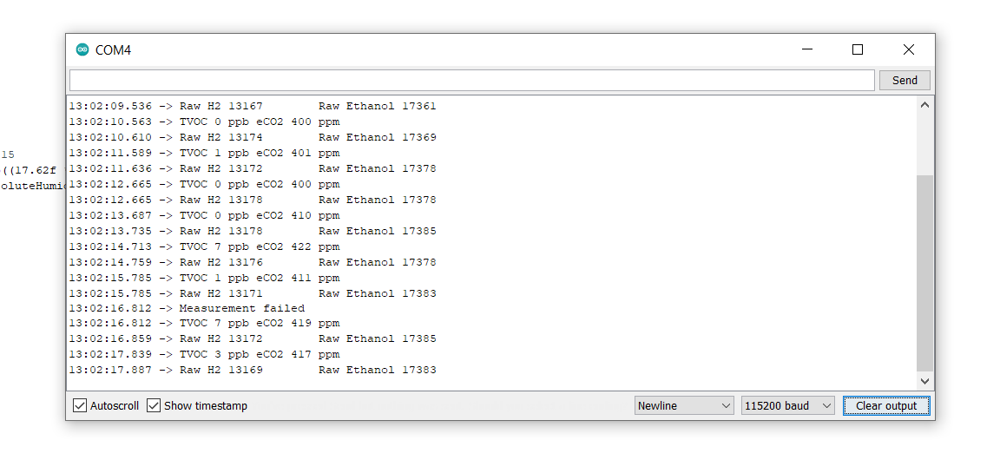 COM4
Send
13:02:09.536 -> Raw H2 13167 Raw Ethanol 17361
13:02:10.563 -> TVOC 0 ppb eCO2 400 ppm
13:02:10.610 -> Raw H2 13174 Raw Ethanol 17369
13:02:11.589 -> TVOC 1 ppb eCO2 401 ppm
13:02:11.636 -> Raw H2 13172 Raw Ethanol 17378
13:02:12.665 -> TVOC 0 ppb eCO2 400 ppm
13:02:12.665 -> Raw H2 13178 Raw Ethanol 17378
13:02:13.687 -> TVOC 0 ppb eCO2 410 ppm
13:02:13.735 -> Raw H2 13178 Raw Ethanol 17385
13:02:14.713 -> TVOC 7 ppb eCO2 422 ppm
13:02:14.759 -> Raw H2 13176 Raw Ethanol 17378
13:02:15.785 -> TVOC 1 ppb eCO2 411 ppm
13:02:15.785 -> Raw H2 13171 Raw Ethanol 17383
13:02:16.812 -> Measurement failed
13:02:16.812 -> TVOC 7 ppb eCO2 419 ppm
13:02:16.859 -> Raw H2 13172 Raw Ethanol 17385
13:02:17.839 -> TVOC 3 ppb eCO2 417 ppm
13:02:17.887 -> Raw H2 13169 Raw Ethanol 17383
15
((17.62f
oluteHumi
Autoscroll Show timestamp Newline 115200 baud Clear output